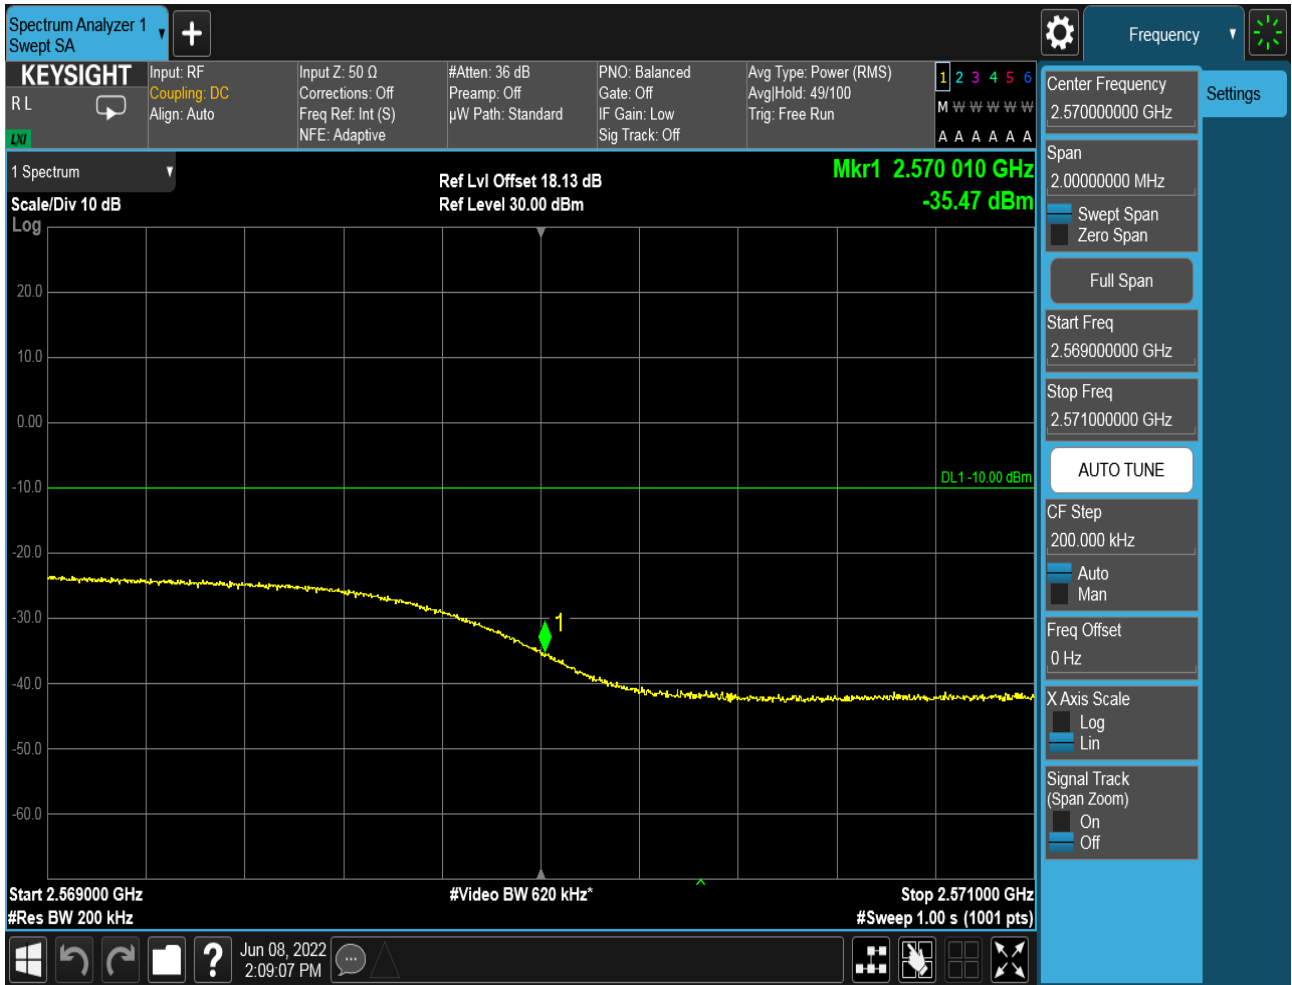 Spectrum Analyzer 1
Swept SA
Frequency
KEYSIGHT
R L
LXI
Input: RF
Coupling: DC
Align: Auto
Input Z: 50 Ω
Corrections: Off
Freq Ref: Int (S)
NFE: Adaptive
#Atten: 36 dB
Preamp: Off
µW Path: Standard
PNO: Balanced
Gate: Off
IF Gain: Low
Sig Track: Off
Avg Type: Power (RMS)
Avg|Hold: 49/100
Trig: Free Run
1 2 3 4 5 6
M W W W W W
A A A A A A
1 Spectrum
Scale/Div 10 dB
Log
Ref Lvl Offset 18.13 dB
Ref Level 30.00 dBm
Mkr1 2.570 010 GHz
-35.47 dBm
20.0
10.0
0.00
-10.0
-20.0
-30.0
-40.0
-50.0
-60.0
DL1 -10.00 dBm
1
Start 2.569000 GHz
#Res BW 200 kHz
#Video BW 620 kHz*
Stop 2.571000 GHz
#Sweep 1.00 s (1001 pts)
Center Frequency
2.570000000 GHz
Span
2.00000000 MHz
Swept Span
Zero Span
Full Span
Start Freq
2.569000000 GHz
Stop Freq
2.571000000 GHz
AUTO TUNE
CF Step
200.000 kHz
Auto
Man
Freq Offset
0 Hz
X Axis Scale
Log
Lin
Signal Track
(Span Zoom)
On
Off
Settings
?
Jun 08, 2022
2:09:07 PM